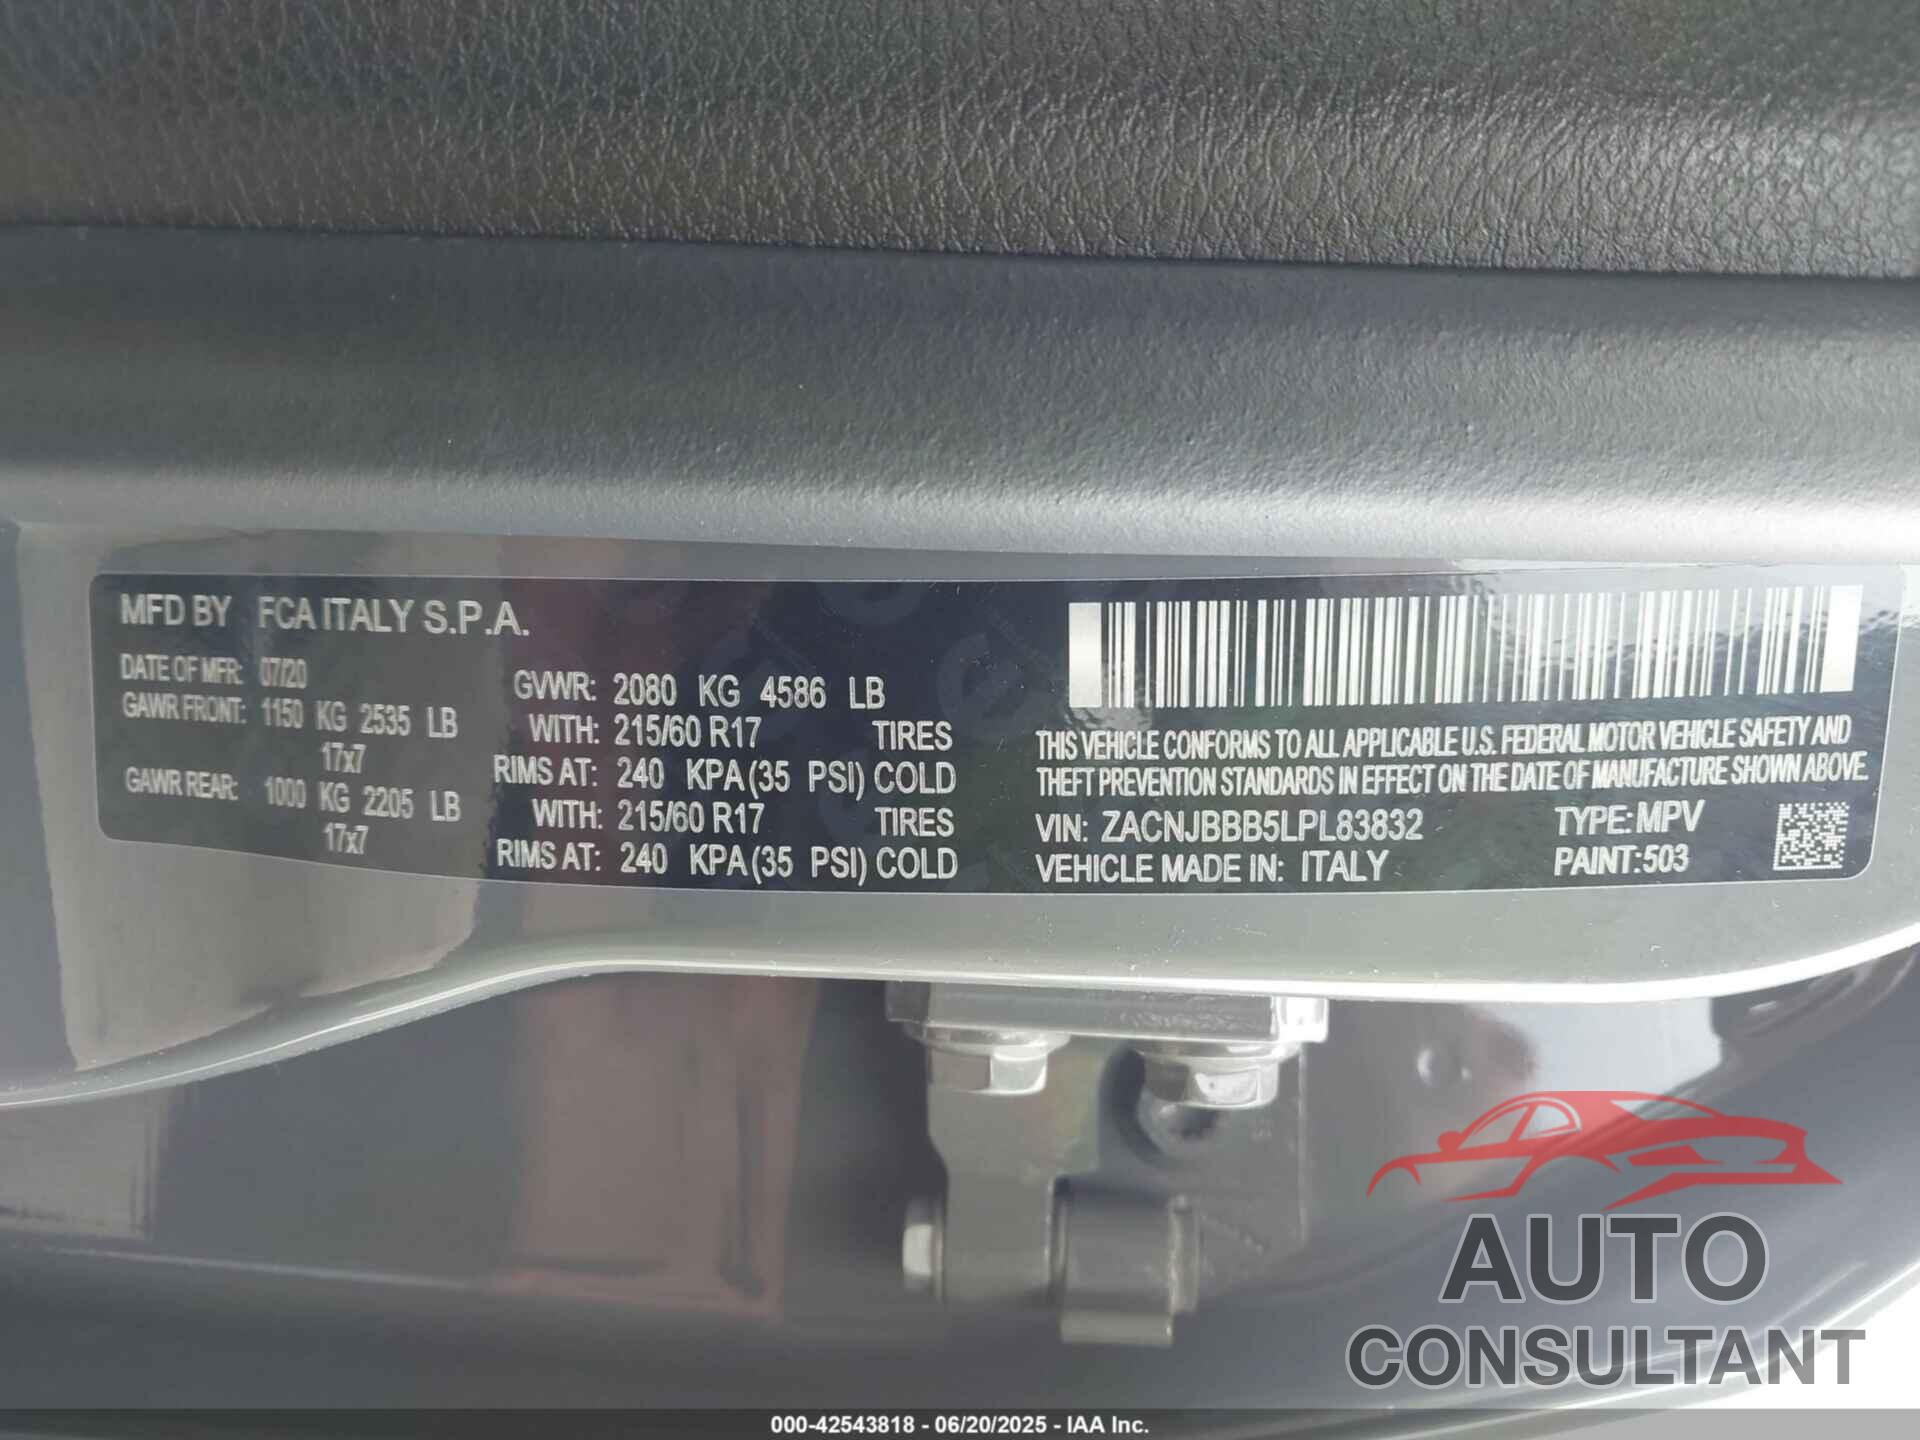 MFD BY FCA ITALY S.P.A.
DATE OF MFR: 07/20
GAWR FRONT: 1150 KG 2535 LB
17x7
GAWR REAR: 1000 KG 2205 LB
17x7
GVWR: 2080 KG 4586 LB
WITH: 215/60 R17 TIRES
RIMS AT: 240 KPA (35 PSI) COLD
WITH: 215/60 R17 TIRES
RIMS AT: 240 KPA (35 PSI) COLD
THIS VEHICLE CONFORMS TO ALL APPLICABLE U.S. FEDERAL MOTOR VEHICLE SAFETY AND
THEFT PREVENTION STANDARDS IN EFFECT ON THE DATE OF MANUFACTURE SHOWN ABOVE.
VIN: ZACNJBBB5LPL83832 TYPE: MPV
VEHICLE MADE IN: ITALY PAINT: 503
AUTO
CONSULTANT
000-42543818 - 06/20/2025 - IAA Inc.